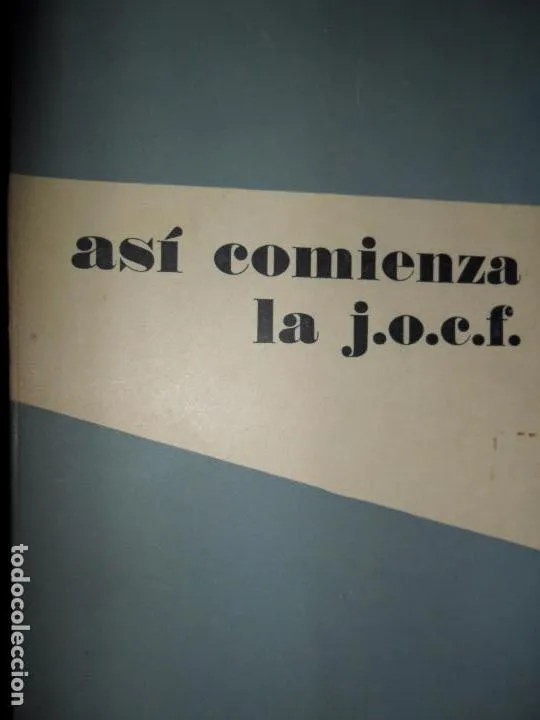 así comienza
la j.o.c.f.
todocoleccion